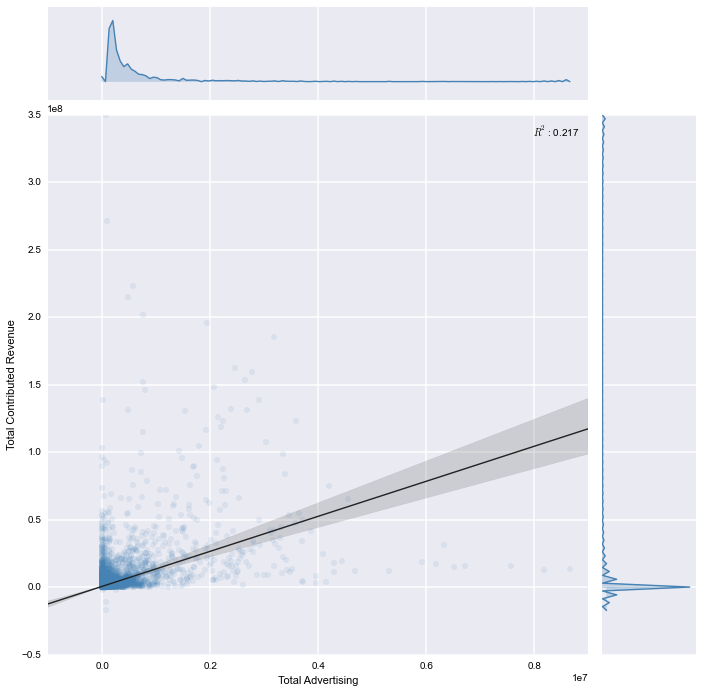 1e8
3.5
R² : 0.217
3.0
2.5
2.0
1.5
1.0
0.5
0.0
−0.5
Total Contributed Revenue
0.0 0.2 0.4 0.6 0.8
1e7
Total Advertising